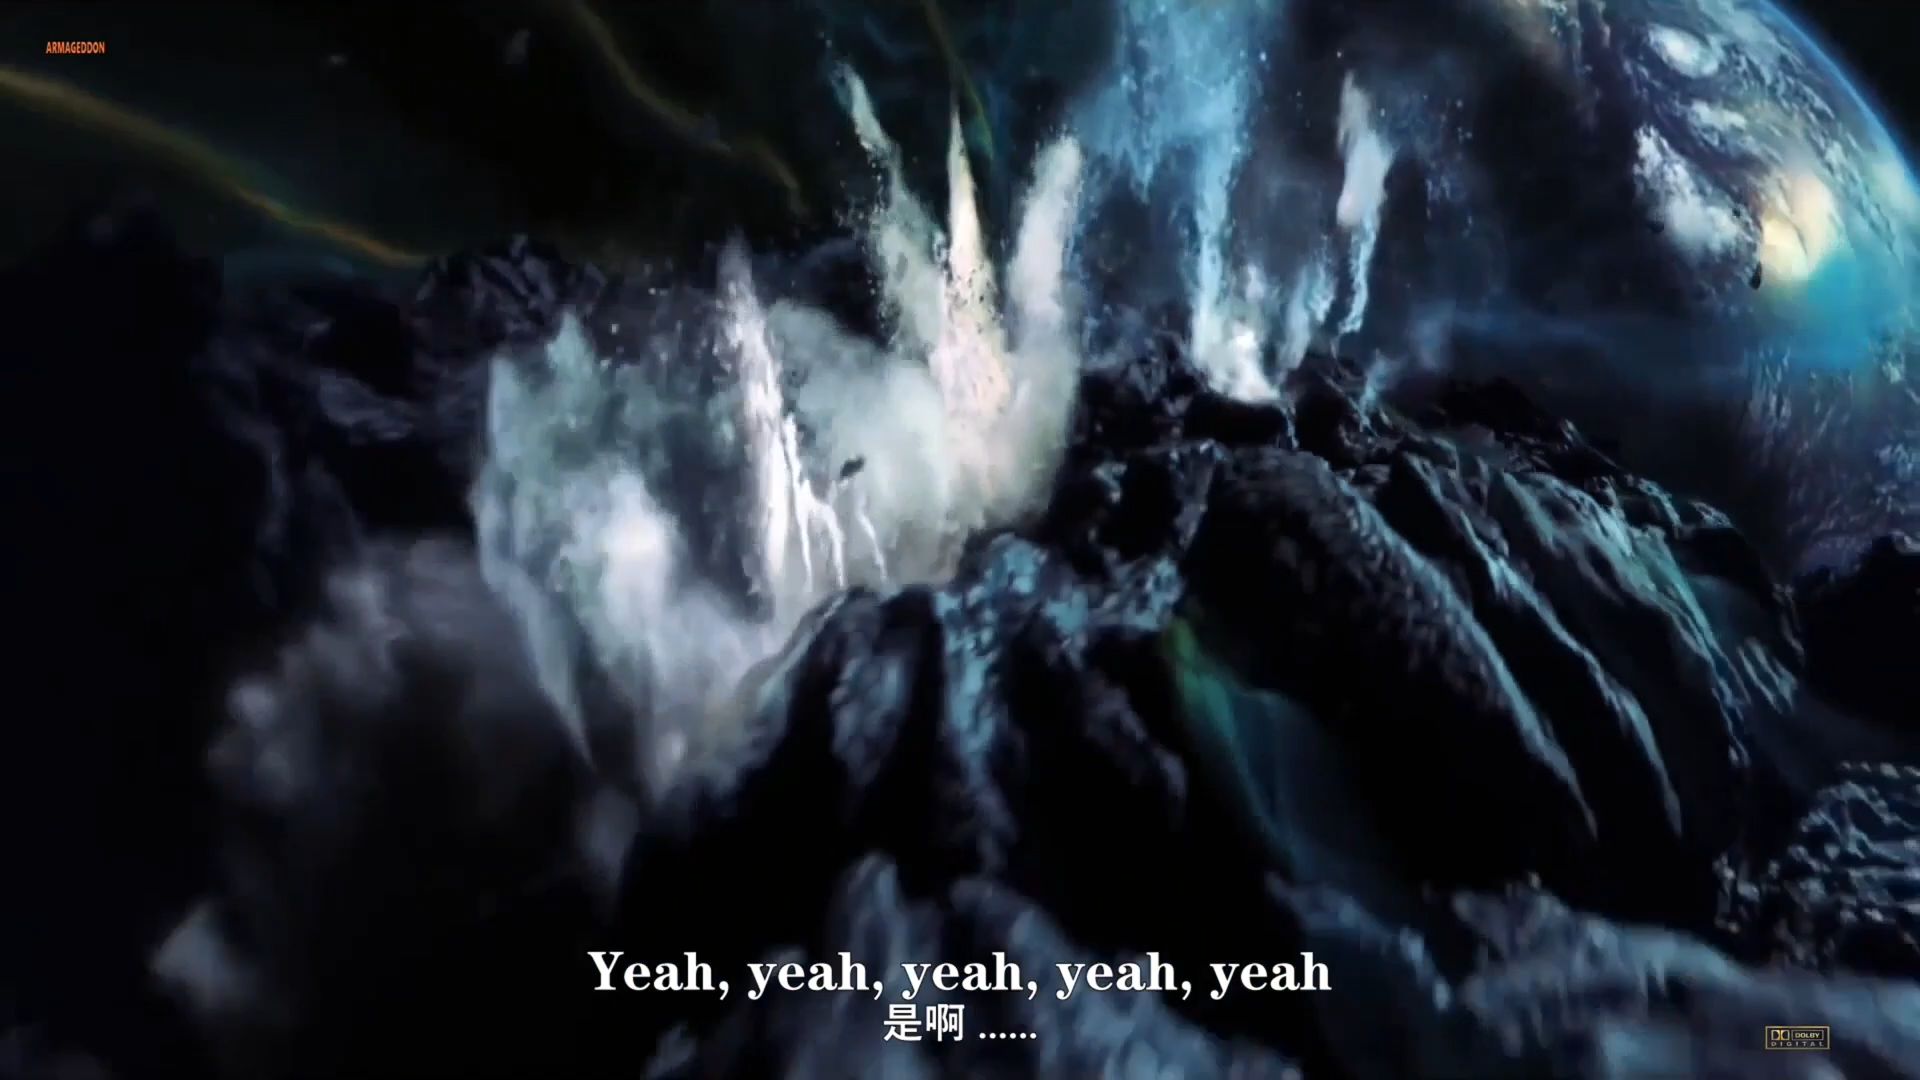 ARMAGEDDON
Yeah, yeah, yeah, yeah, yeah
是啊 ......
DOLBY
DIGITAL